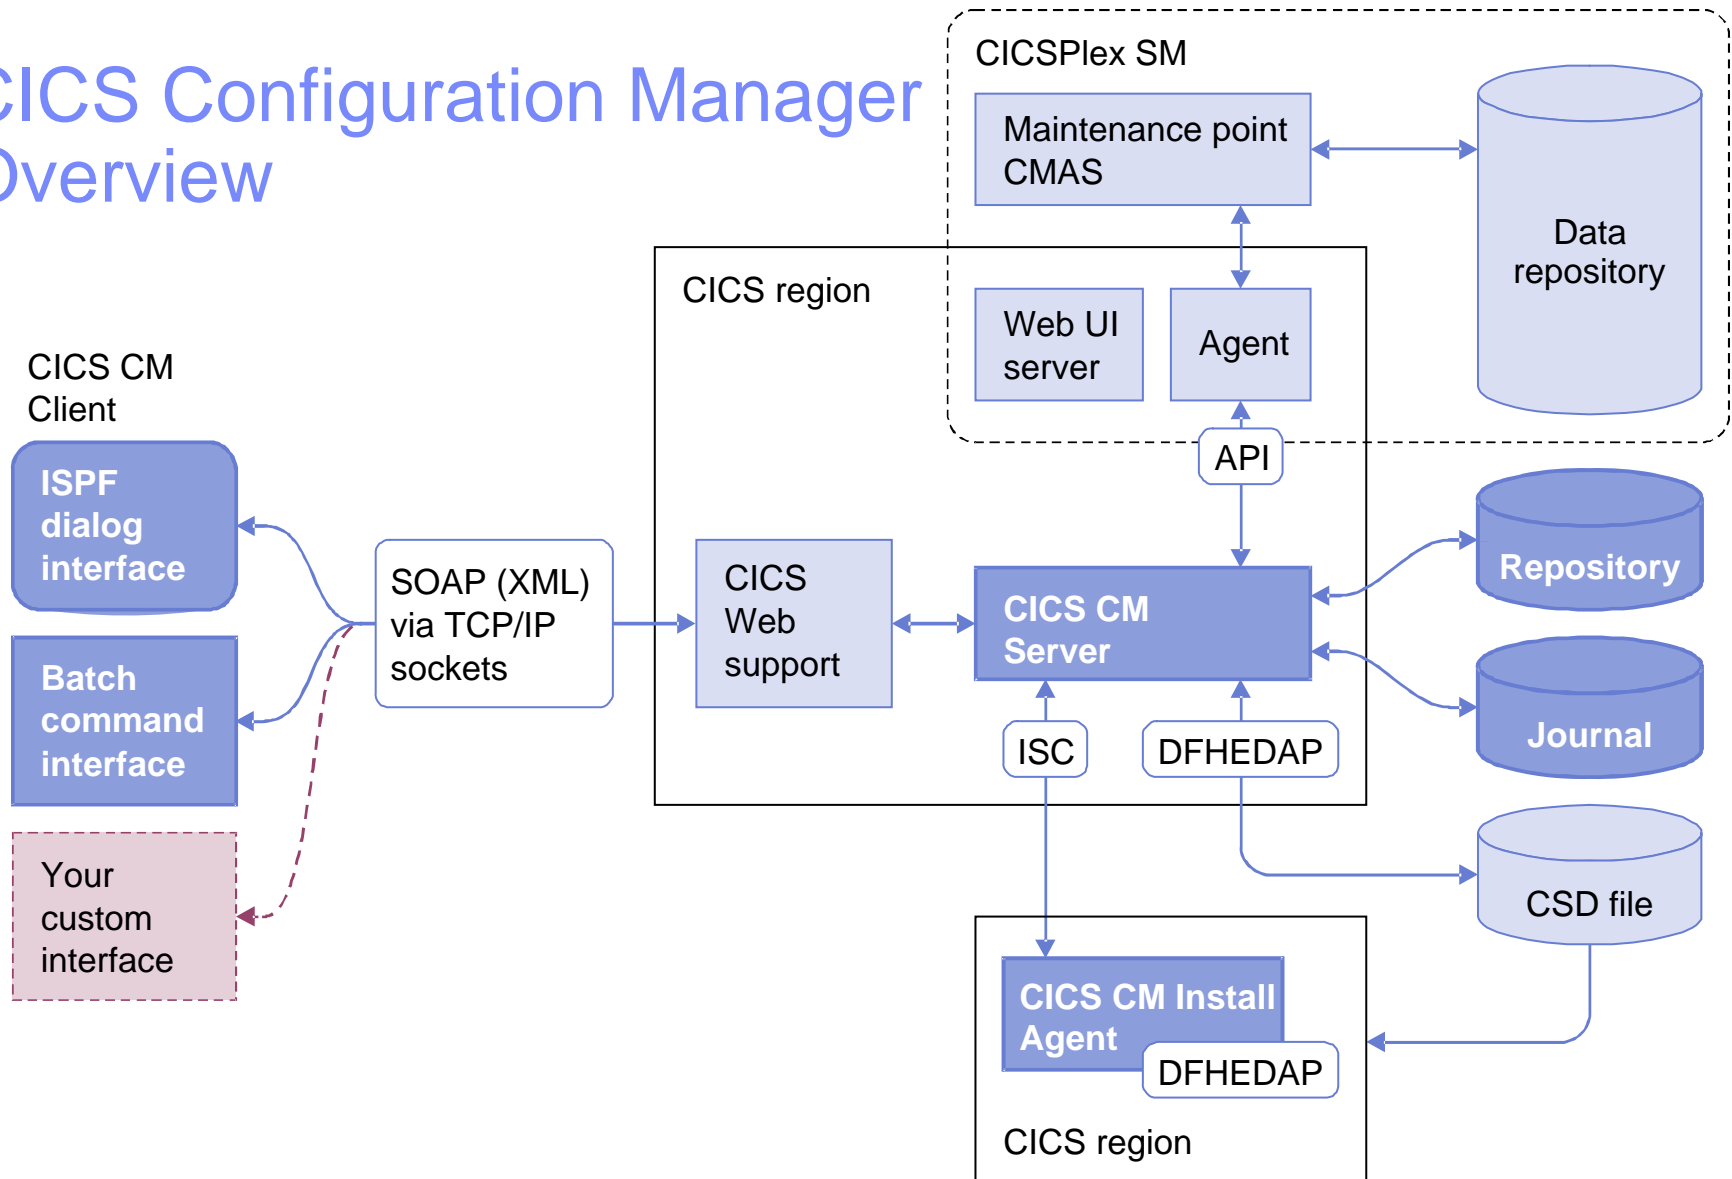 CICS Configuration Manager
Overview
CICSPlex SM
Maintenance point
CMAS
Data
repository
CICS region
Web UI
server
Agent
API
CICS CM
Client
ISPF
dialog
interface
Batch
command
interface
Your
custom
interface
SOAP (XML)
via TCP/IP
sockets
CICS
Web
support
CICS CM
Server
Repository
Journal
ISC
DFHEDAP
CSD file
CICS CM Install
Agent
DFHEDAP
CICS region